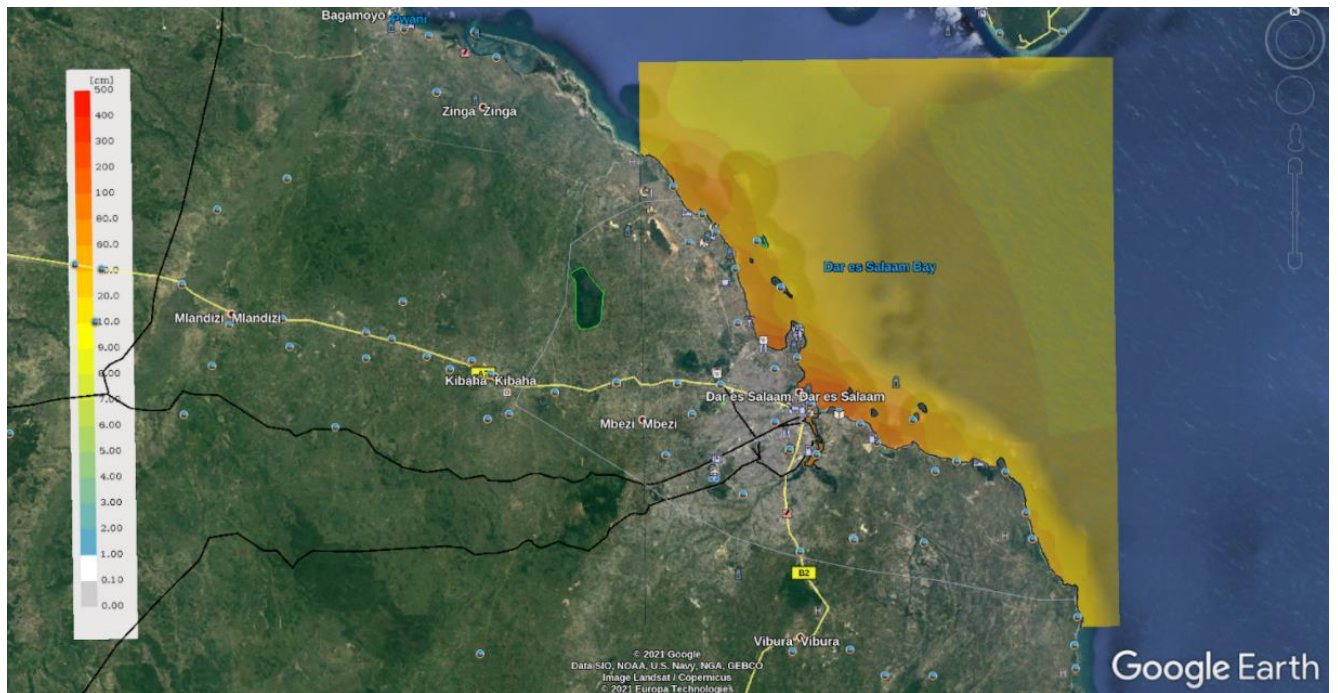 Bagamoyo
Pwani
N
[cm]
500
400
300
200
100
80.0
60.0
20.0
10.0
9.00
8.00
7.00
6.00
5.00
4.00
3.00
2.00
1.00
0.10
0.00
Zinga Zinga
Dar es Salaam Bay
Mlandizi Mlandizi
Kibaha Kibaha
Dar es Salaam Dar es Salaam
Mbezi Mbezi
H
B2
H
Vibura Vibura
© 2021 Google
Data SIO, NOAA, U.S. Navy, NGA, GEBCO
Image Landsat / Copernicus
© 2021 Europa Technologies
Google Earth